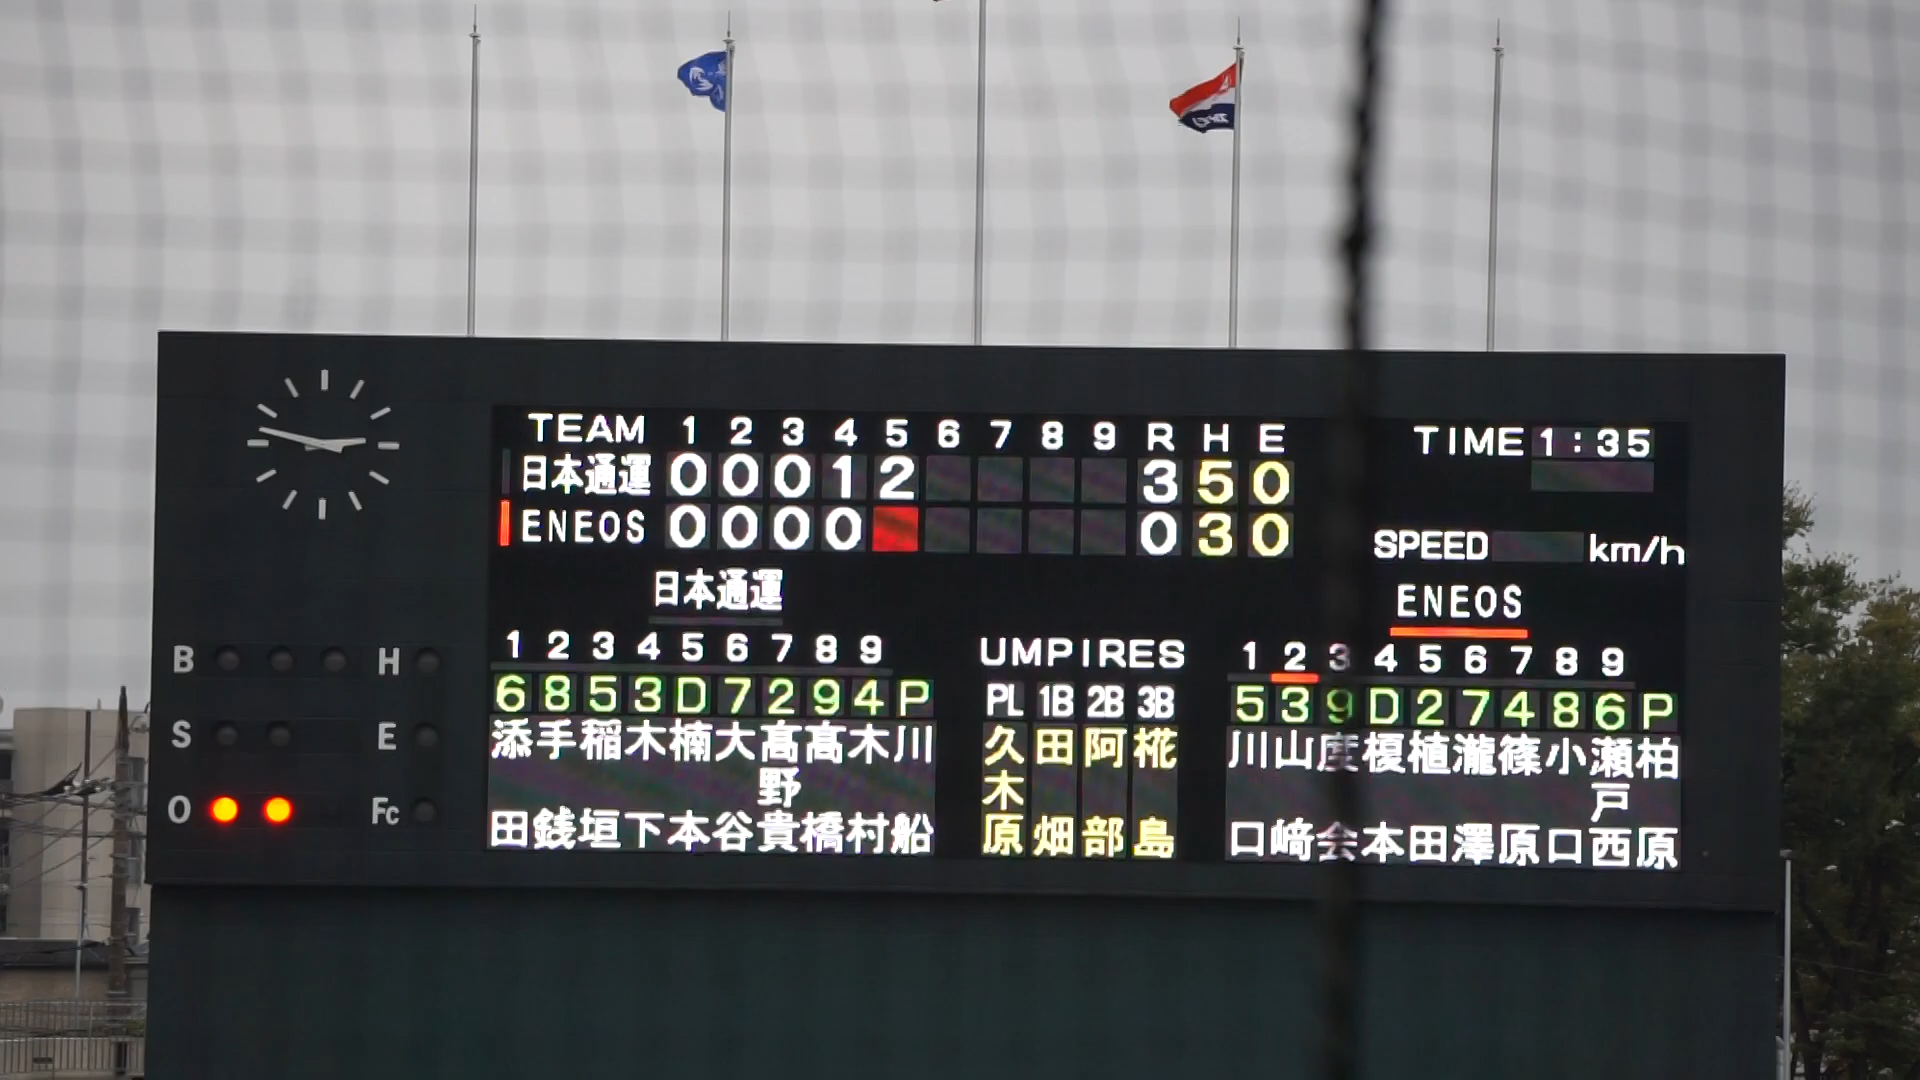 TEAM 1 2 3 4 5 6 7 8 9 R H E
日本通運 0 0 0 1 2 3 5 0
ENEOS 0 0 0 0 0 3 0
TIME 1:35
SPEED km/h
B H
S E
O Fc
日本通運
1 2 3 4 5 6 7 8 9
6 8 5 3 D 7 2 9 4 P
添田 手銭 稲垣 木下 楠本 大谷 髙野貴 髙橋 木村 川船
UMPIRES
PL 1B 2B 3B
久木原 田畑 阿部 椛島
ENEOS
1 2 3 4 5 6 7 8 9
5 3 9 D 2 7 4 8 6 P
川口 山﨑 度会 榎本 植田 瀧澤 篠原 小口 瀬戸西 柏原